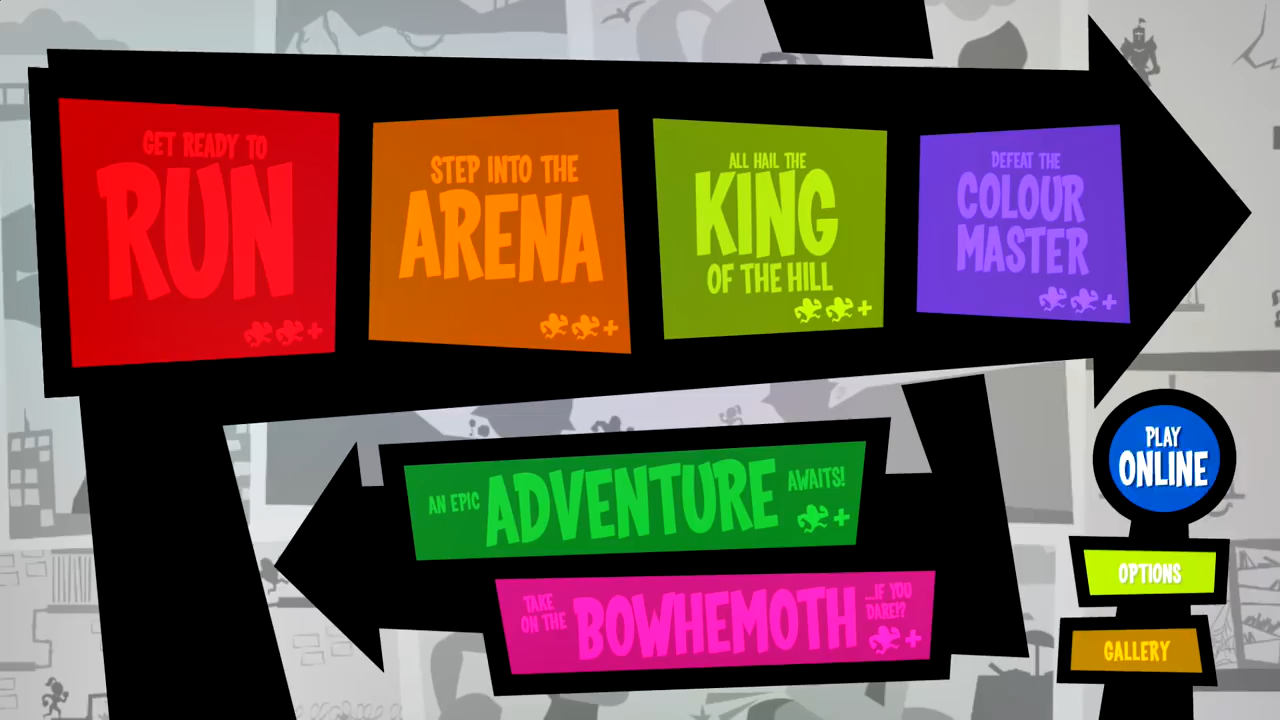 GET READY TO
RUN
STEP INTO THE
ARENA
ALL HAIL THE
KING
OF THE HILL
DEFEAT THE
COLOUR
MASTER
AN EPIC ADVENTURE AWAITS!
TAKE
ON THE
BOWHEMOTH
...IF YOU
DARE!?
PLAY
ONLINE
OPTIONS
GALLERY